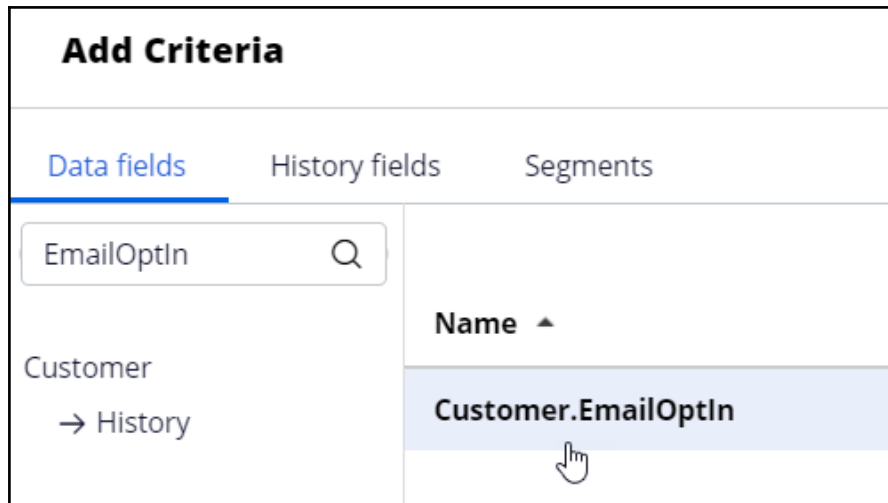 Add Criteria
Data fields History fields Segments
EmailOptIn
Name
Customer
Customer.EmailOptIn
→ History